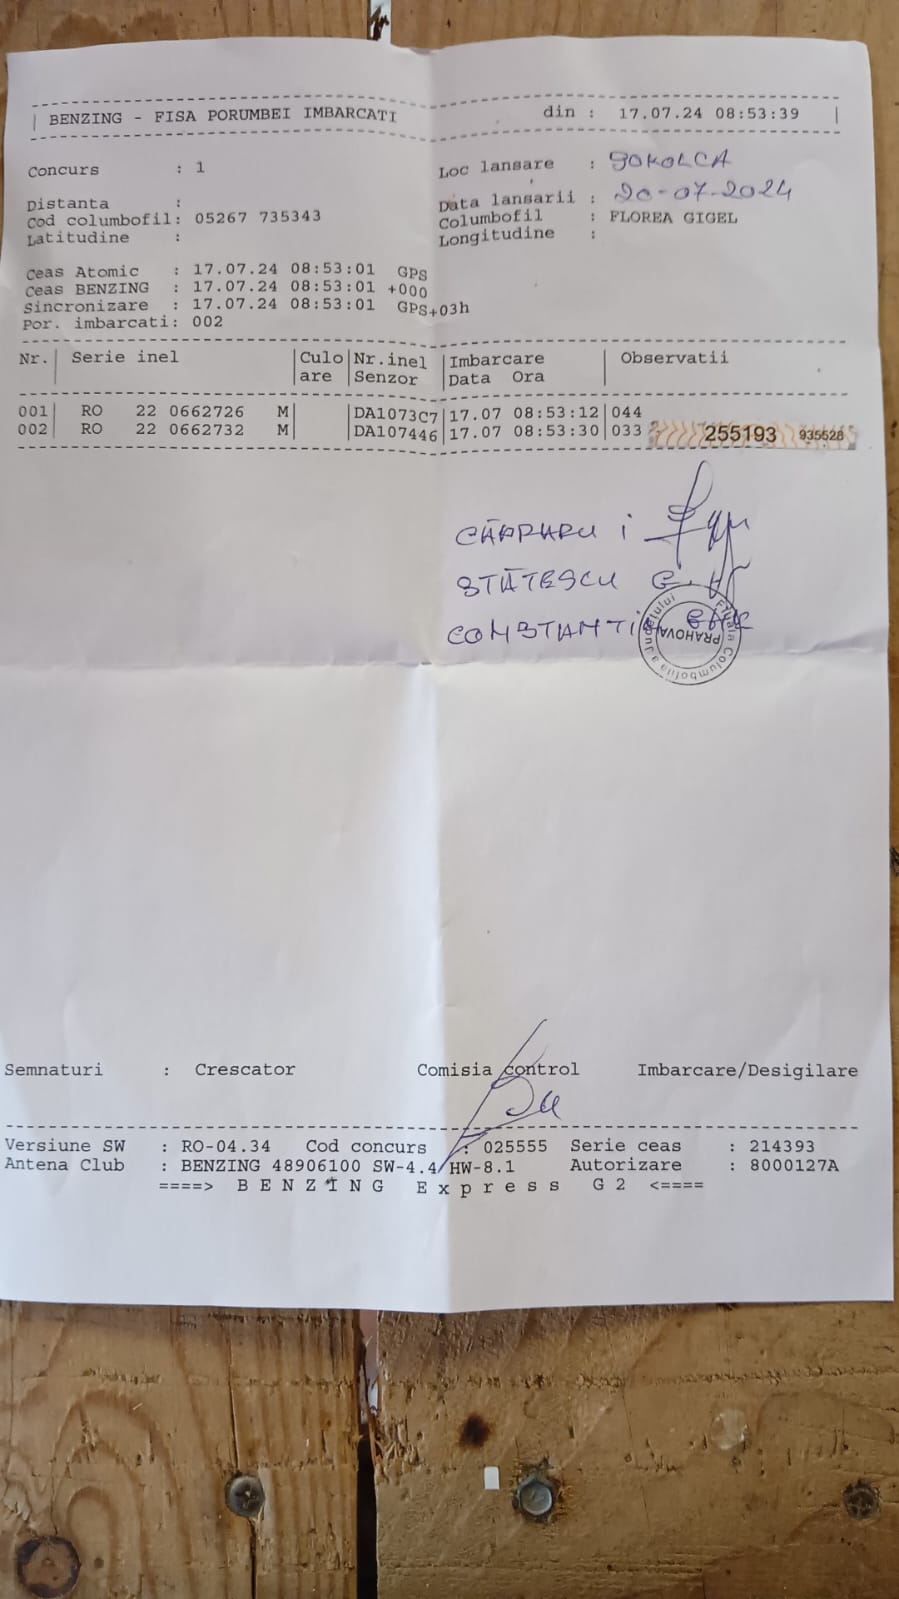 BENZING - FISA PORUMBEI IMBARCATI din : 17.07.24 08:53:39
Concurs : 1 Loc lansare : SOKOLCA
Distanta : Data lansarii : 20-07-2024
Cod columbofil: 05267 735343 Columbofil : FLOREA GIGEL
Latitudine : Longitudine :
Ceas Atomic : 17.07.24 08:53:01 GPS
Ceas BENZING : 17.07.24 08:53:01 +000
Sincronizare : 17.07.24 08:53:01 GPS+03h
Por. imbarcati: 002
Nr.| Serie inel |Culo|Nr.inel |Imbarcare | Observatii
|are |Senzor |Data Ora |
001| RO 22 0662726 M| |DA1073C7|17.07 08:53:12|044
002| RO 22 0662732 M| |DA107446|17.07 08:53:30|033 255193 935528
CĂPRARU I
STĂTESCU G.
CONSTANTIN
Filiala Columbofila a Judetului
PRAHOVA
Semnaturi : Crescator Comisia control Imbarcare/Desigilare
Versiune SW : RO-04.34 Cod concurs : 025555 Serie ceas : 214393
Antena Club : BENZING 48906100 SW-4.4/HW-8.1 Autorizare : 8000127A
====> B E N Z I N G E x p r e s s G 2 <====